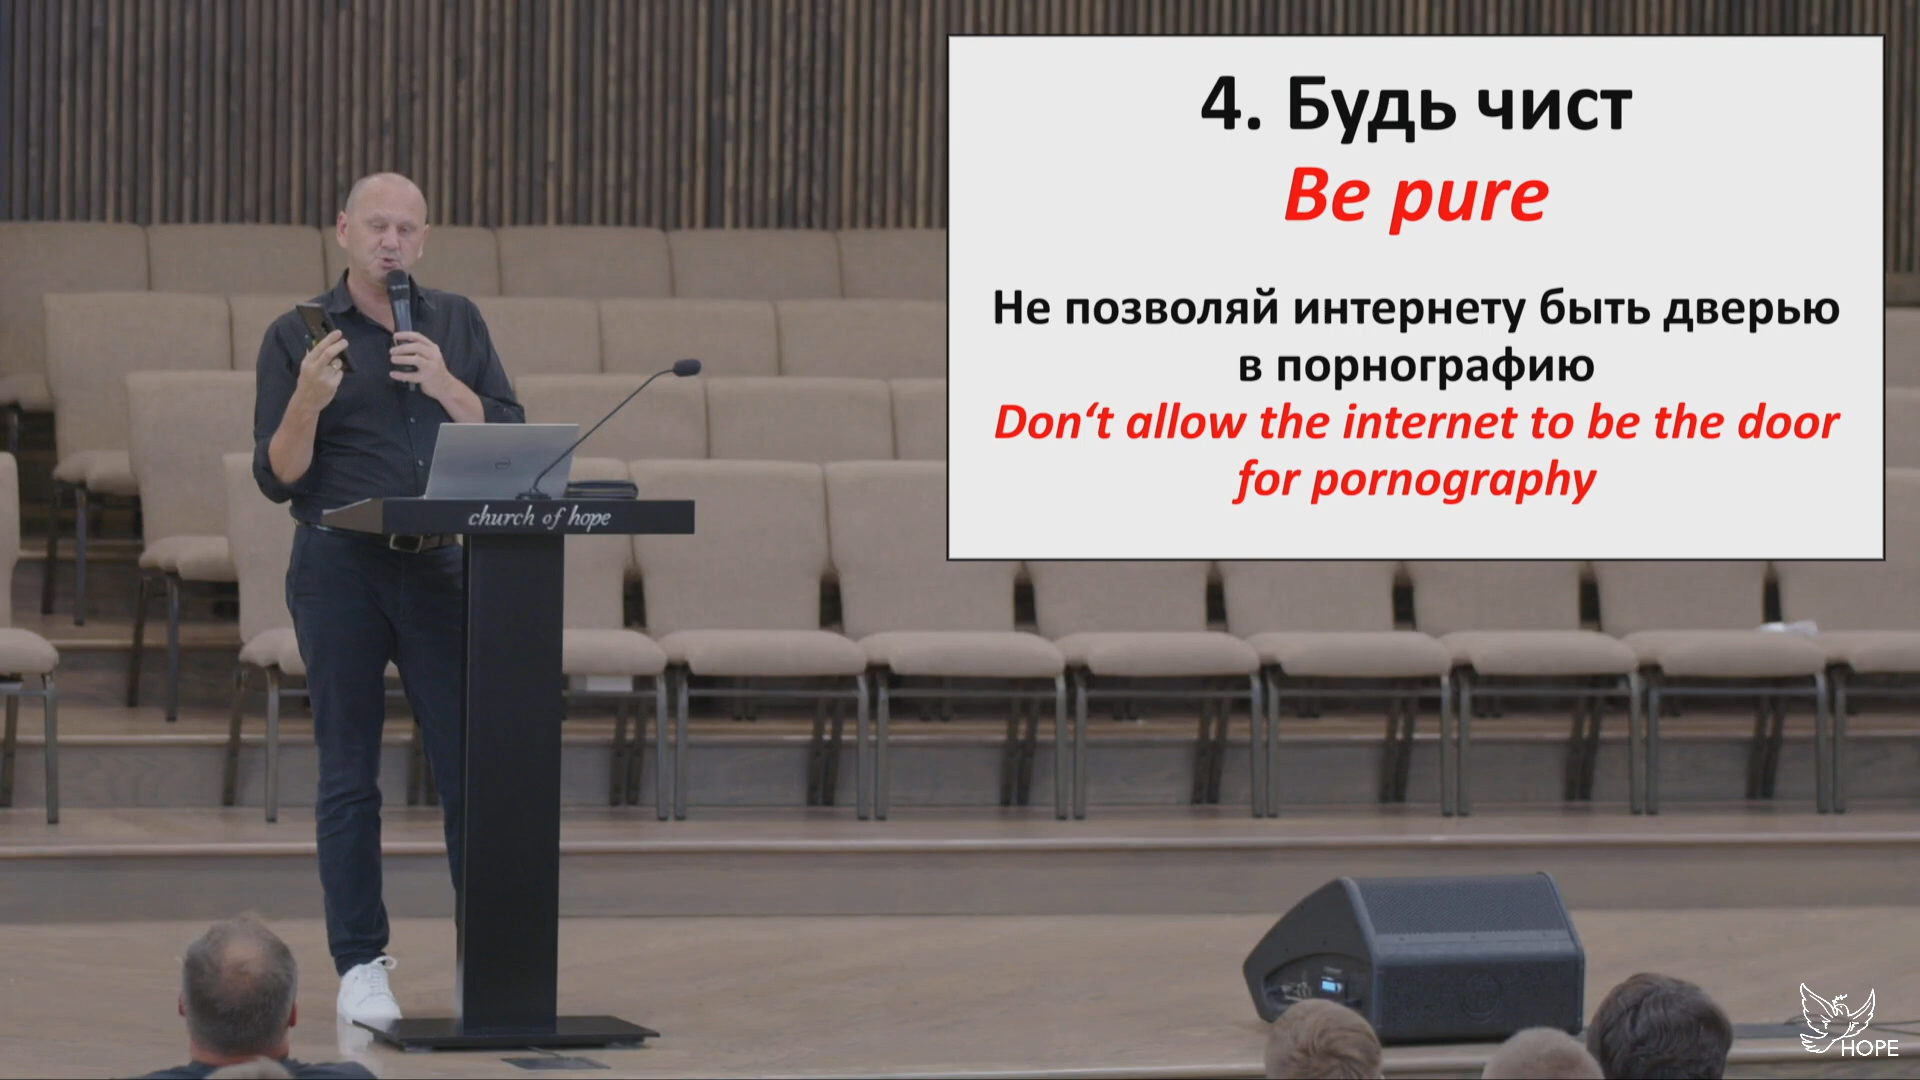 4. Будь чист
Be pure
Не позволяй интернету быть дверью
в порнографию
Don‘t allow the internet to be the door
for pornography
church of hope
HOPE